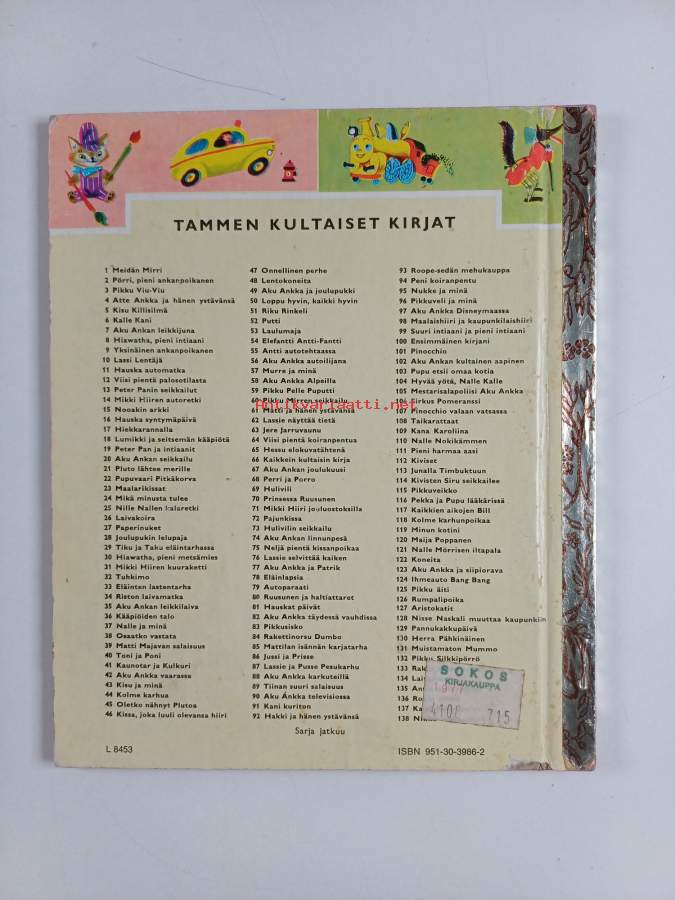 TAMMEN KULTAISET KIRJAT
1 Meidän Mirri
2 Pörri, pieni ankanpoikanen
3 Pikku Viu-Viu
4 Atte Ankka ja hänen ystävänsä
5 Kisu Killisilmä
6 Kalle Kani
7 Aku Ankan leikkijuna
8 Hiawatha, pieni intiaani
9 Yksinäinen ankanpoikanen
10 Lassi Lentäjä
11 Hauska automatka
12 Viisi pientä palosotilasta
13 Peter Panin seikkailut
14 Mikki Hiiren autoretki
15 Nooakin arkki
16 Hauska syntymäpäivä
17 Hiekkarannalla
18 Lumikki ja seitsemän kääpiötä
19 Peter Pan ja intiaanit
20 Aku Ankan seikkailu
21 Pluto lähtee merille
22 Pupuvaari Pitkäkorva
23 Maalarikissat
24 Mikä minusta tulee
25 Nille Nallen kalaretki
26 Laivakoira
27 Paperinuket
28 Joulupukin lelupaja
29 Tiku ja Taku eläintarhassa
30 Hiawatha, pieni metsämies
31 Mikki Hiiren kuuraketti
32 Tuhkimo
33 Eläinten lastentarha
34 Riston laivamatka
35 Aku Ankan leikkilaiva
36 Kääpiöiden talo
37 Nalle ja minä
38 Osaatko vastata
39 Matti Majavan salaisuus
40 Toni ja Poni
41 Kaunotar ja Kulkuri
42 Aku Ankka vaarassa
43 Kisu ja minä
44 Kolme karhua
45 Oletko nähnyt Plutoa
46 Kissa, joka luuli olevansa hiiri
47 Onnellinen perhe
48 Lentokoneita
49 Aku Ankka ja joulupukki
50 Loppu hyvin, kaikki hyvin
51 Riku Rinkeli
52 Putti
53 Laulumaja
54 Elefantti Antti-Fantti
55 Antti autotehtaassa
56 Aku Ankka autoilijana
57 Murre ja minä
58 Aku Ankka Alpeilla
59 Pikku Pelle Puputti
60 Pikku Mirren seikkailu
61 Matti ja hänen ystävänsä
62 Lassie näyttää tietä
63 Jere Jarruvaunu
64 Viisi pientä koiranpentua
65 Hessu elokuvatähtenä
66 Kaikkein kultaisin kirja
67 Aku Ankan joulukuusi
68 Perri ja Porro
69 Hulivili
70 Prinsessa Ruusunen
71 Mikki Hiiri jouluostoksilla
72 Pajunkissa
73 Hulivilin seikkailu
74 Aku Ankan linnunpesä
75 Neljä pientä kissanpoikaa
76 Lassie selvittää kaiken
77 Aku Ankka ja Patrik
78 Eläinlapsia
79 Autoparaati
80 Ruusunen ja haltiattaret
81 Hauskat päivät
82 Aku Ankka täydessä vauhdissa
83 Pikkusisko
84 Rakettinorsu Dumbo
85 Mattilan isännän karjatarha
86 Jussi ja Prisse
87 Lassie ja Pusse Pesukarhu
88 Aku Ankka karkuteillä
89 Tiinan suuri salaisuus
90 Aku Ankka televisiossa
91 Kani kuriton
92 Hakki ja hänen ystävänsä
93 Roope-sedän mehukauppa
94 Peni koiranpentu
95 Nukke ja minä
96 Pikkuveli ja minä
97 Aku Ankka Disneymaassa
98 Maalaishiiri ja kaupunkilaishiiri
99 Suuri intiaani ja pieni intiaani
100 Ensimmäinen kirjani
101 Pinocchio
102 Aku Ankan kultainen aapinen
103 Pupu etsii omaa kotia
104 Hyvää yötä, Nalle Kalle
105 Mestarisalapoliisi Aku Ankka
106 Sirkus Pomeranssi
107 Pinocchio valaan vatsassa
108 Taikarattaat
109 Kana Karoliina
110 Nalle Nokikämmen
111 Pieni harmaa aasi
112 Kiviset
113 Junalla Timbuktuun
114 Kivisten Siru seikkailee
115 Pikkuveikko
116 Pekka ja Pupu lääkärissä
117 Kaikkien aikojen Bill
118 Kolme karhunpoikaa
119 Minun kotini
120 Maija Poppanen
121 Nalle Mörrisen iltapala
122 Koneita
123 Aku Ankka ja siipiorava
124 Ihmeauto Bang Bang
125 Pikku äiti
126 Rumpalipoika
127 Aristokatit
128 Nisse Naskali muuttaa kaupunkiin
129 Pannukakkupäivä
130 Herra Pähkinäinen
131 Muistamaton Mummo
132 Pikku Silkkipörrö
133
134
135
136
137
138
SOKOS
KIRJAKAUPPA
4108 715
Sarja jatkuu
L 8453
ISBN 951-30-3986-2
Antikvariaatti.net